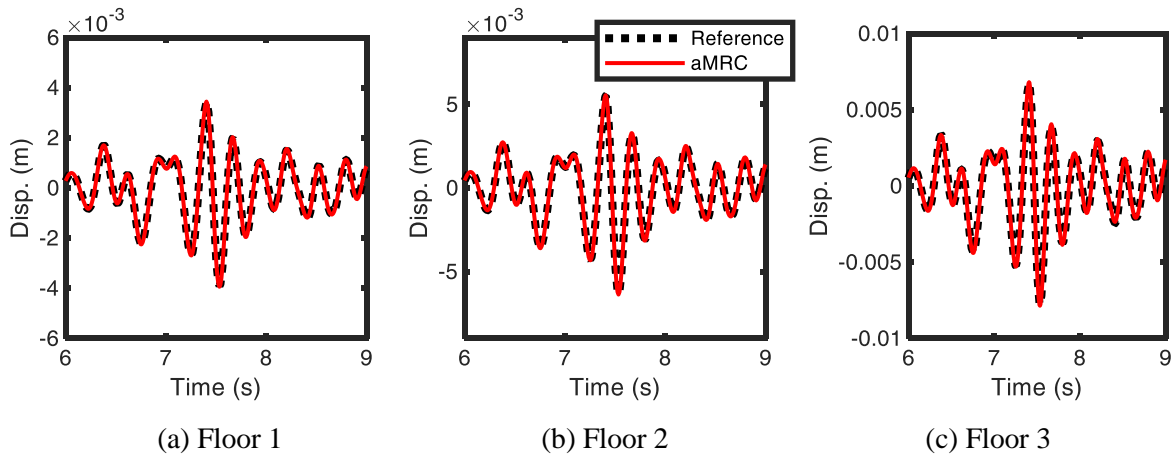 ×10⁻³
6
4
2
0
-2
-4
-6
Disp. (m)
6 7 8 9
Time (s)
(a) Floor 1
×10⁻³
5
0
-5
Disp. (m)
6 7 8 9
Time (s)
(b) Floor 2
Reference
aMRC
0.01
0.005
0
-0.005
-0.01
Disp. (m)
6 7 8 9
Time (s)
(c) Floor 3